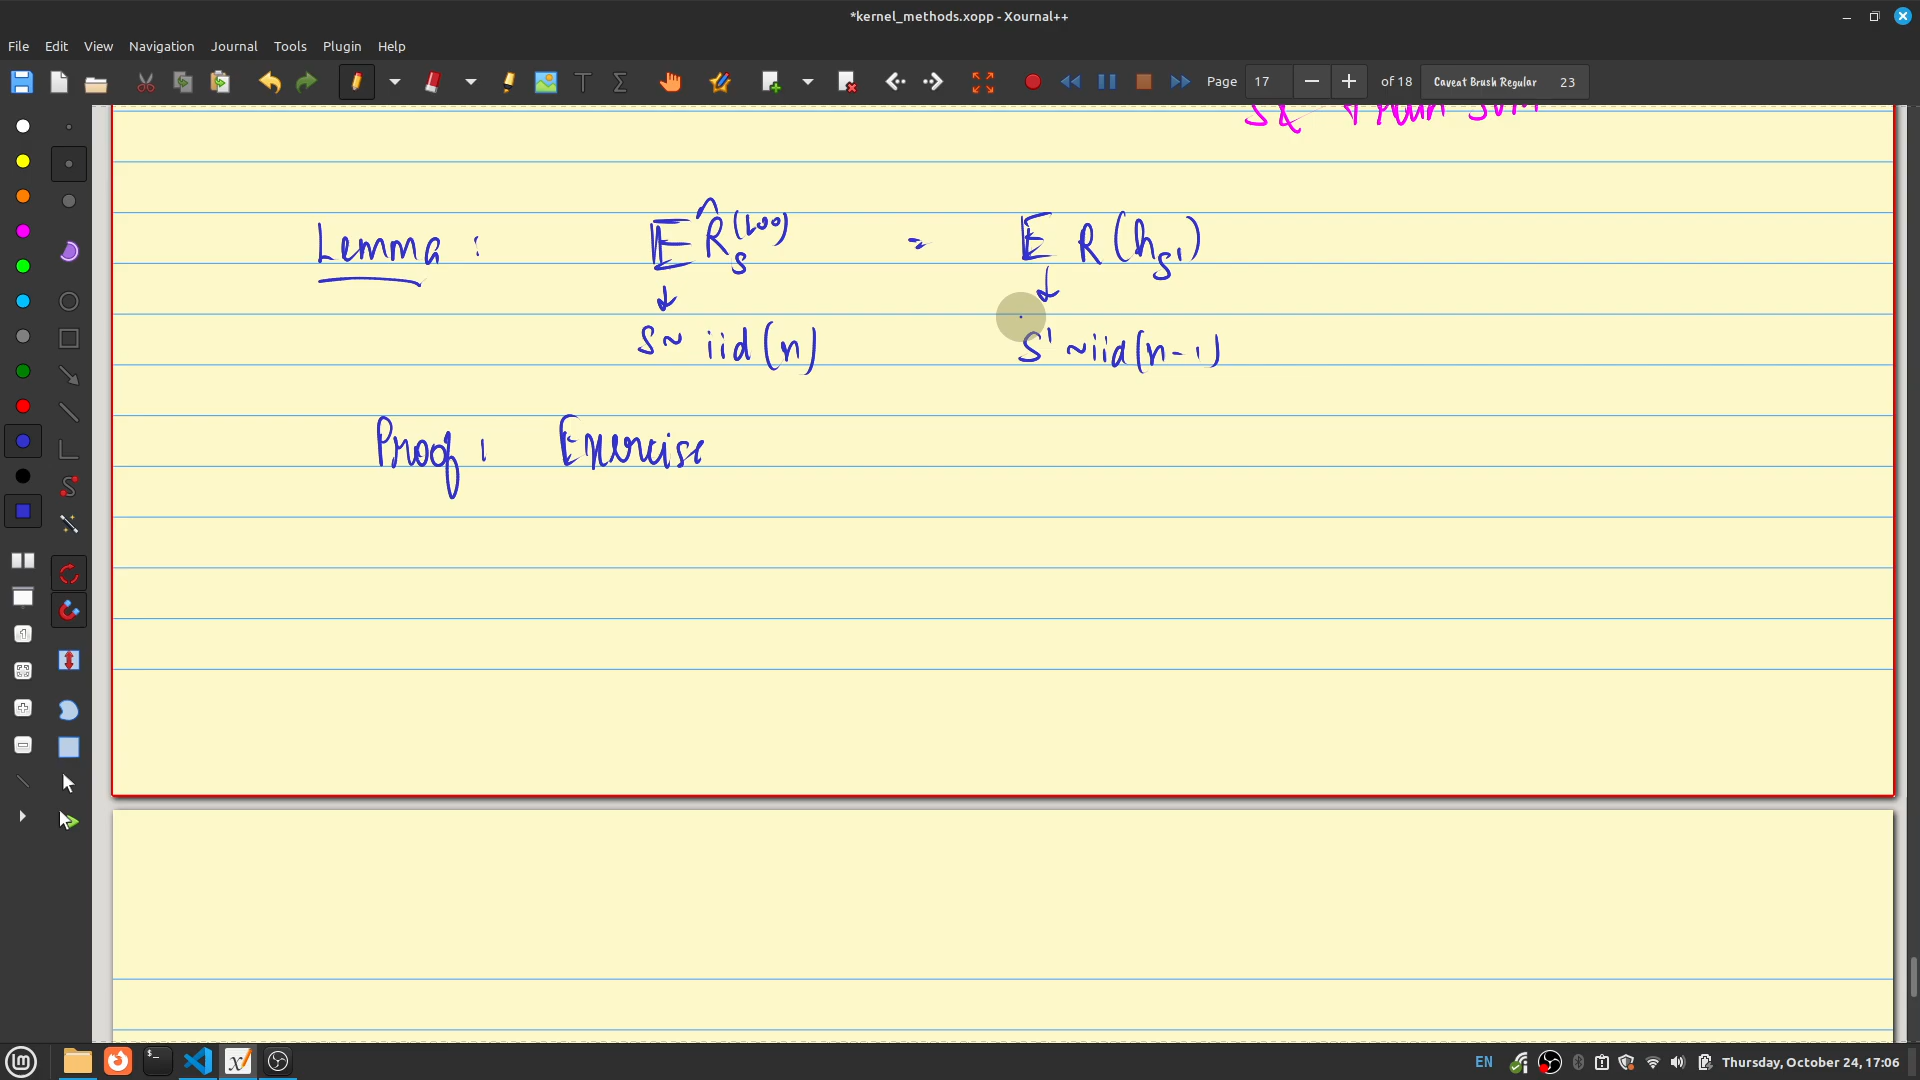 *kernel_methods.xopp - Xournal++
File Edit View Navigation Journal Tools Plugin Help
Page 17 of 18 Caveat Brush Regular 23
Lemma : 𝔼 R̂_S^(LOO) = 𝔼 R(h_S')
↓ ↓
S ~ iid (n) S' ~ iid (n-1)
Proof : Exercise
EN Thursday, October 24, 17:06